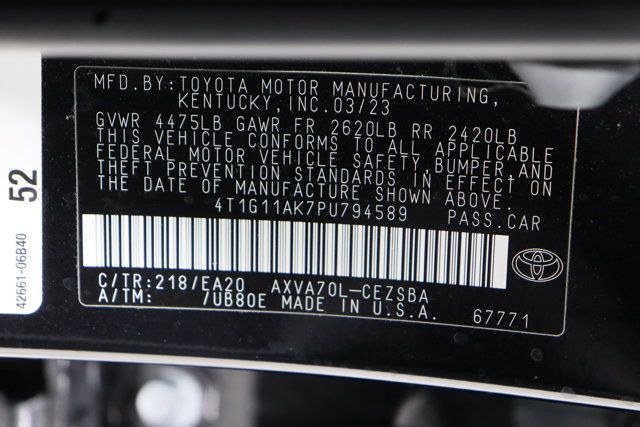 MFD.BY:TOYOTA MOTOR MANUFACTURING,
KENTUCKY,INC.03/23
GVWR 4475LB GAWR FR 2620LB RR 2420LB
THIS VEHICLE CONFORMS TO ALL APPLICABLE
FEDERAL MOTOR VEHICLE SAFETY,BUMPER,AND
THEFT PREVENTION STANDARDS IN EFFECT ON
THE DATE OF MANUFACTURE SHOWN ABOVE.
4T1G11AK7PU794589 PASS.CAR
C/TR:218/EA20 AXVA70L-CEZSBA
A/TM: /UB80E MADE IN U.S.A. 67771
52
42661-06B40